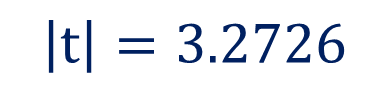 |t| = 3.2726